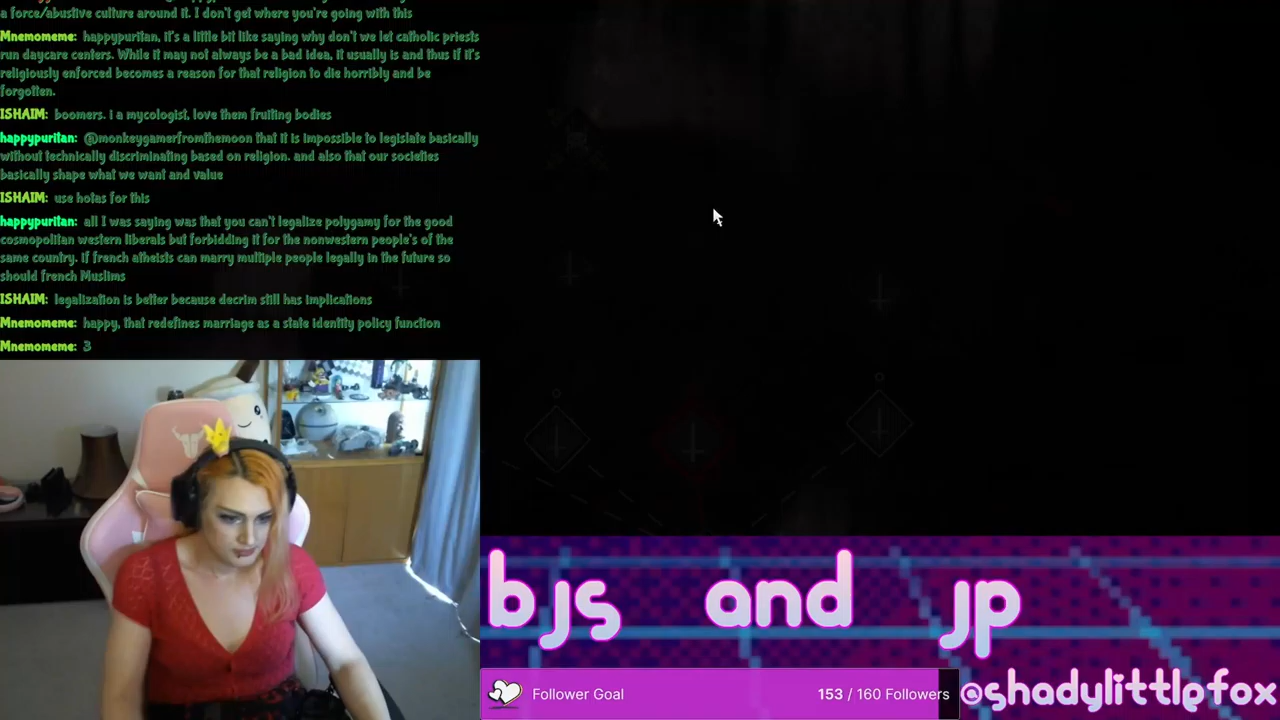 a force/abustive culture around it. I don't get where you're going with this
Mnemomeme: happypuritan, it's a little bit like saying why don't we let catholic priests
run daycare centers. While it may not always be a bad idea, it usually is and thus if it's
religiously enforced becomes a reason for that religion to die horribly and be
forgotten.
ISHAIM: boomers. i a mycologist, love them fruiting bodies
happypuritan: @monkeygamerfromthemoon that it is impossible to legislate basically
without technically discriminating based on religion. and also that our societies
basically shape what we want and value
ISHAIM: use hotas for this
happypuritan: all I was saying was that you can't legalize polygamy for the good
cosmopolitan western liberals but forbidding it for the nonwestern people's of the
same country. if french atheists can marry multiple people legally in the future so
should french Muslims
ISHAIM: legalization is better because decrim still has implications
Mnemomeme: happy, that redefines marriage as a state identity policy function
Mnemomeme: 3
bjs and jp
Follower Goal 153 / 160 Followers
@shadylittlefox